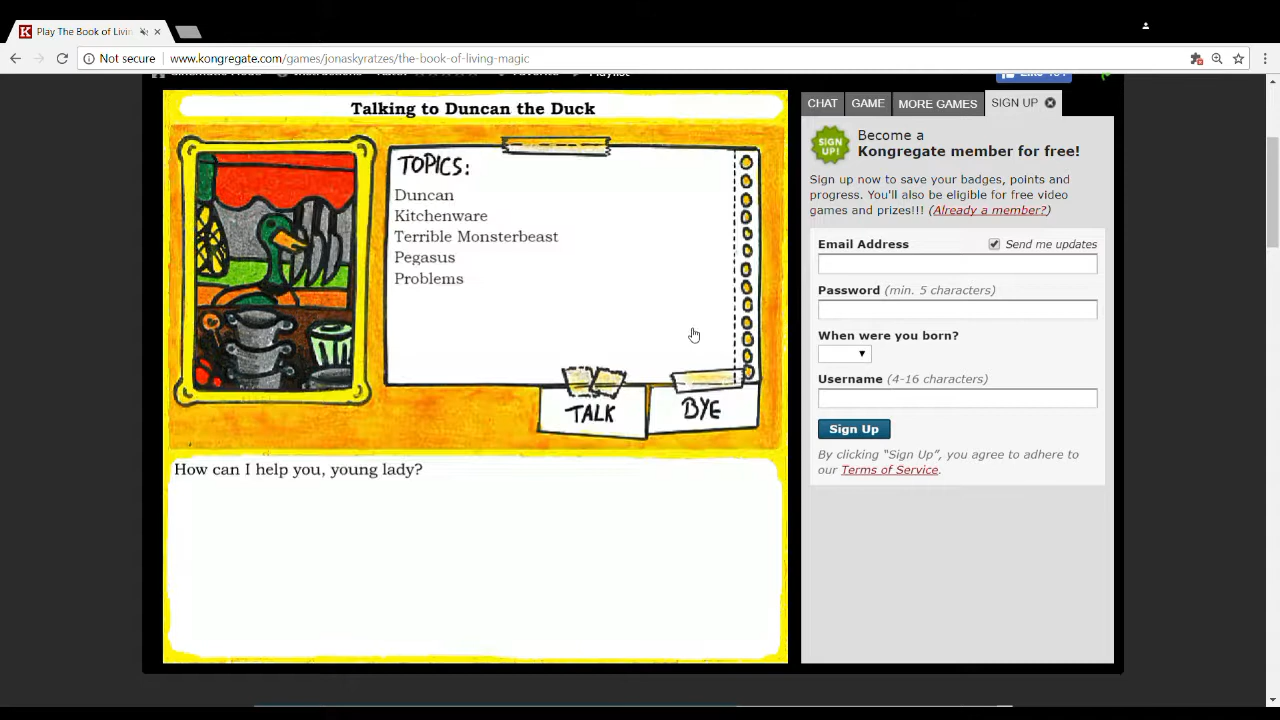 Play The Book of Livin
Not secure
www.kongregate.com/games/jonaskyratzes/the-book-of-living-magic
Playlist
Talking to Duncan the Duck
TOPICS:
Duncan
Kitchenware
Terrible Monsterbeast
Pegasus
Problems
TALK
BYE
How can I help you, young lady?
CHAT
GAME
MORE GAMES
SIGN UP
SIGN UP!
Become a
Kongregate member for free!
Sign up now to save your badges, points and
progress. You'll also be eligible for free video
games and prizes!!! (Already a member?)
Email Address
Send me updates
Password (min. 5 characters)
When were you born?
Username (4-16 characters)
Sign Up
By clicking “Sign Up”, you agree to adhere to
our Terms of Service.